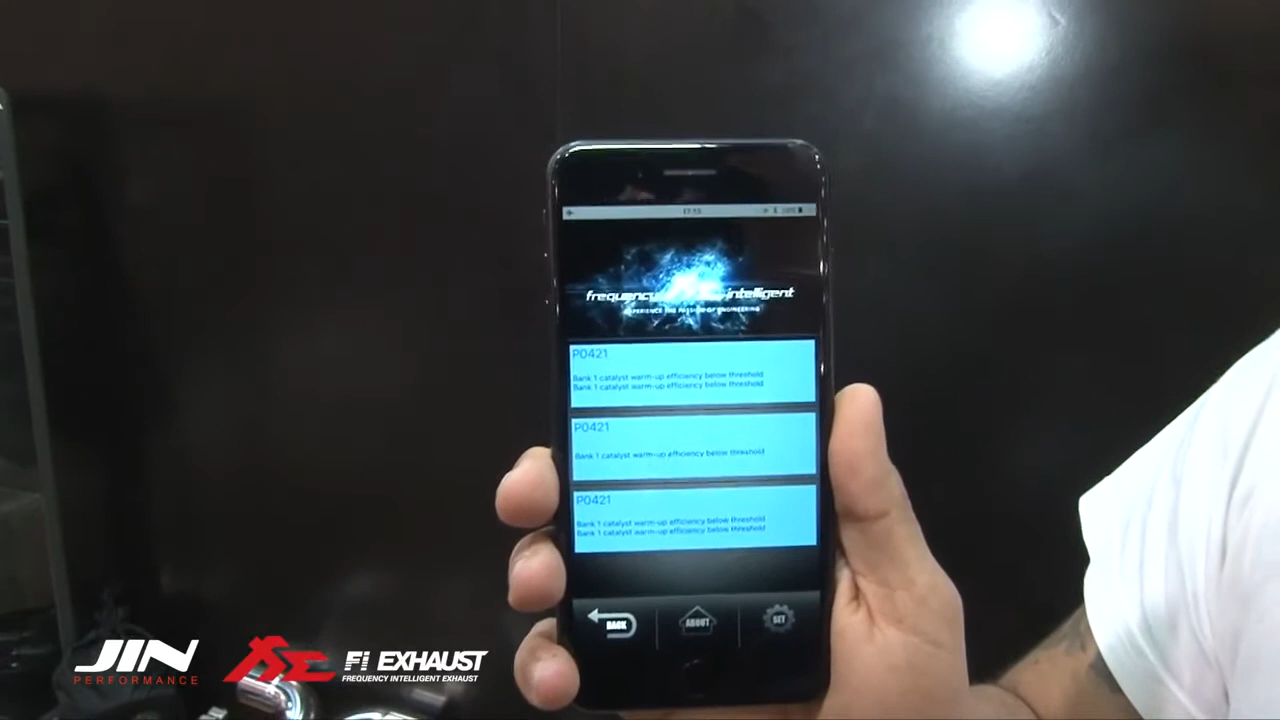 17:13
frequency intelligent
EXPERIENCE THE PASSION OF ENGINEERING
P0421
Bank 1 catalyst warm-up efficiency below threshold
Bank 1 catalyst warm-up efficiency below threshold
P0421
Bank 1 catalyst warm-up efficiency below threshold
P0421
Bank 1 catalyst warm-up efficiency below threshold
Bank 1 catalyst warm-up efficiency below threshold
BACK
ABOUT
SET
JIN
PERFORMANCE
Fi EXHAUST
FREQUENCY INTELLIGENT EXHAUST